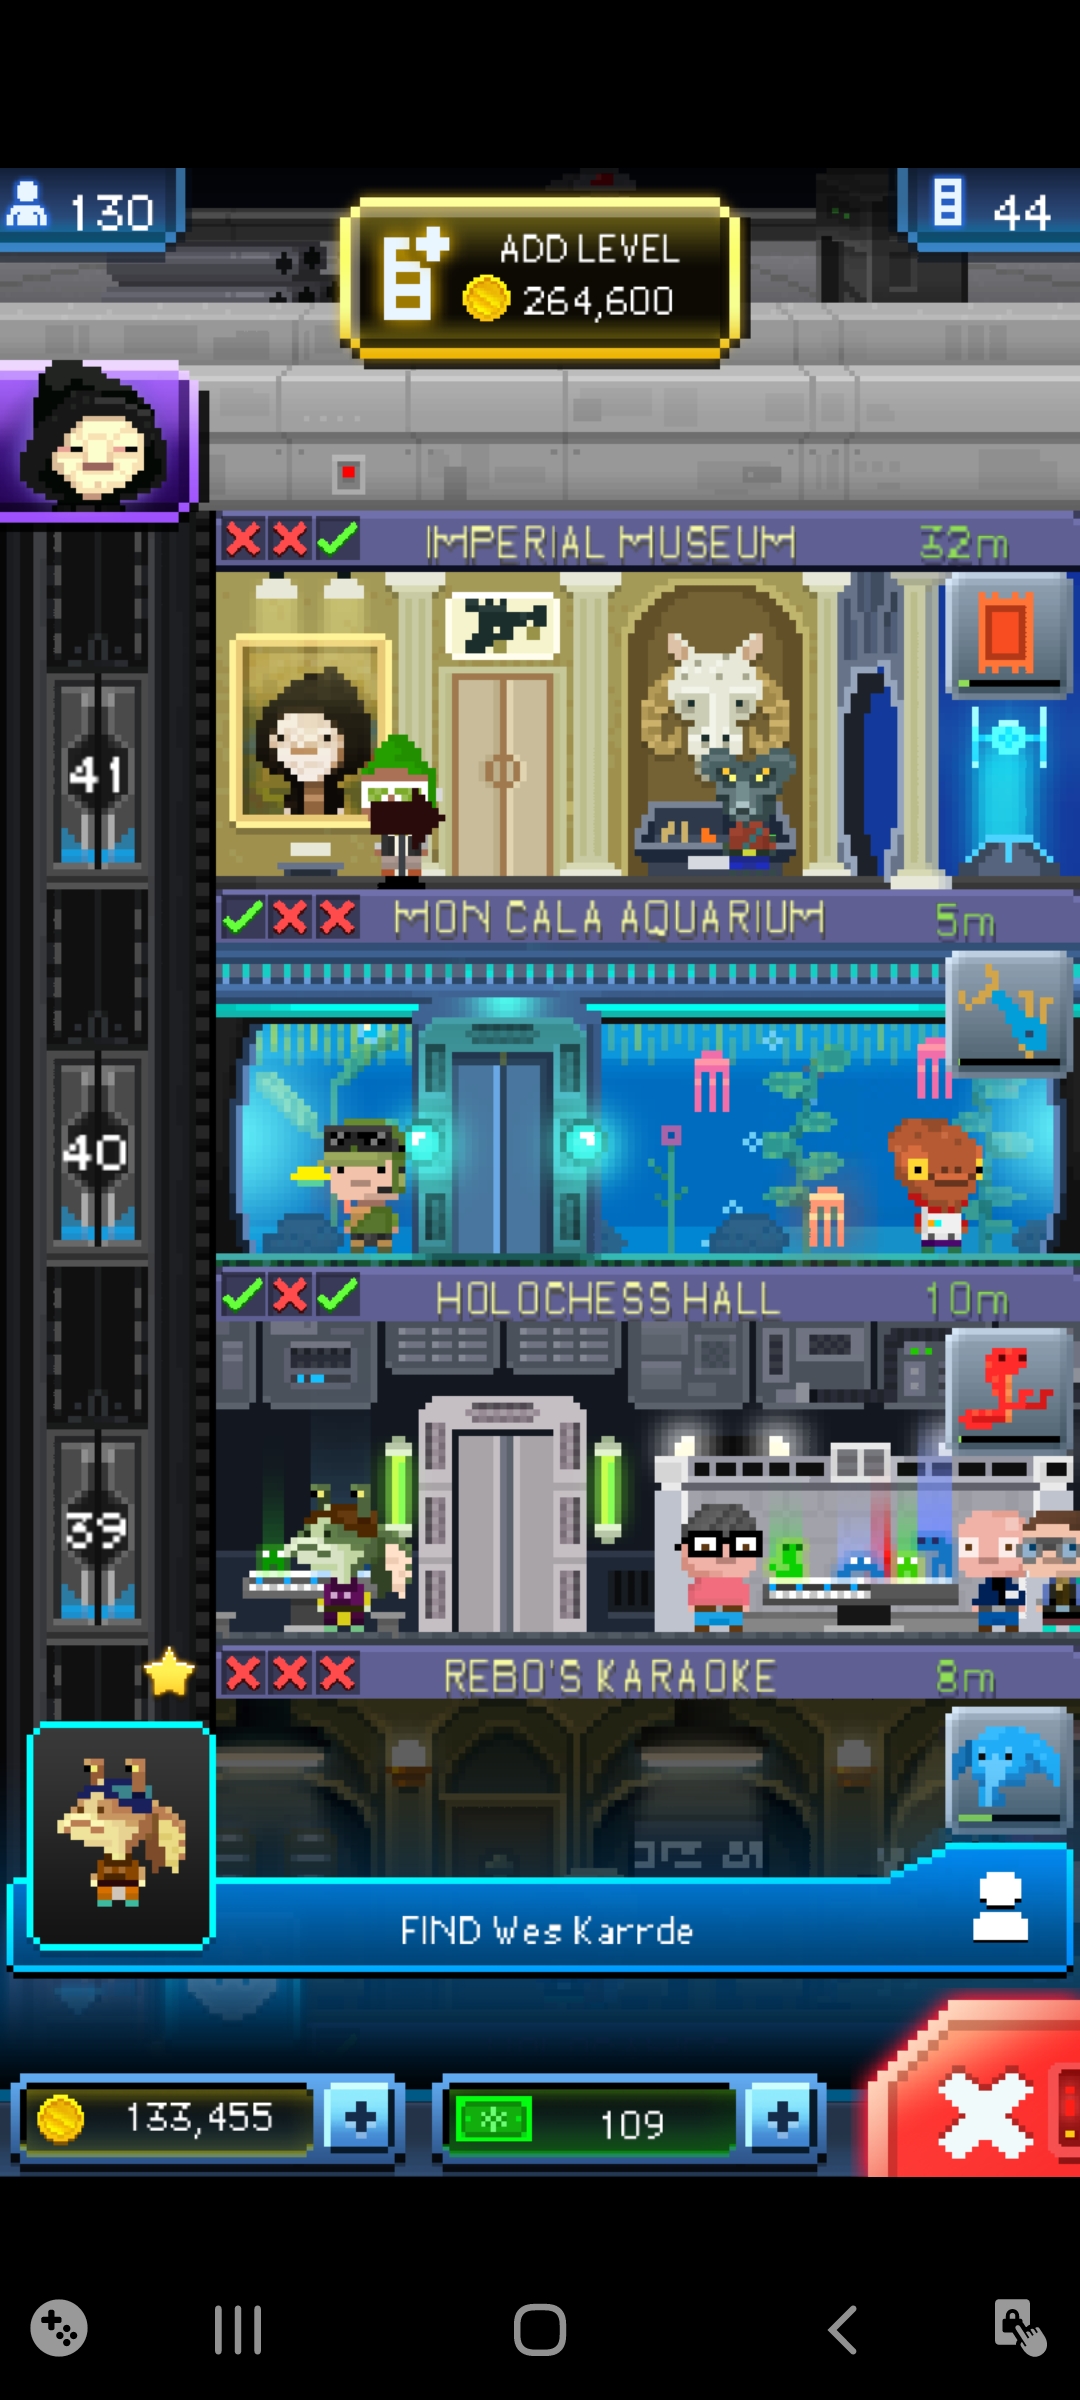 130
ADD LEVEL
264,600
44
IMPERIAL MUSEUM 32m
41
MON CALA AQUARIUM 5m
40
HOLOCHESS HALL 10m
39
REBO'S KARAOKE 8m
FIND Wes Karrde
133,455
109